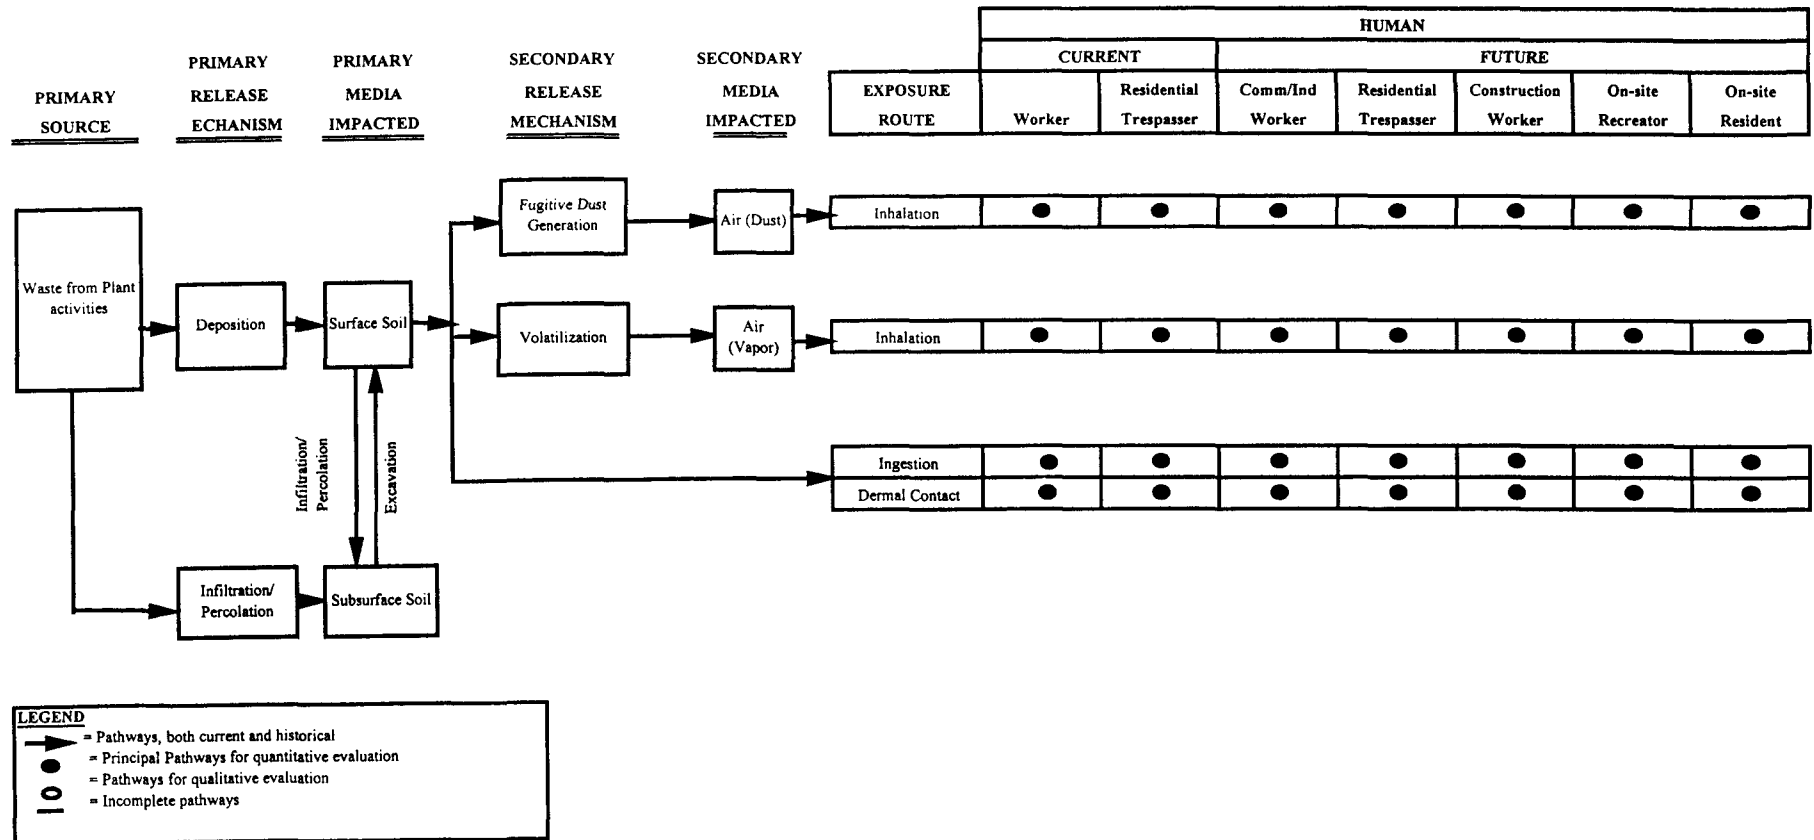 HUMAN
CURRENT FUTURE
PRIMARY PRIMARY SECONDARY SECONDARY
PRIMARY RELEASE MEDIA RELEASE MEDIA EXPOSURE Residential Comm/Ind Residential Construction On-site On-site
SOURCE ECHANISM IMPACTED MECHANISM IMPACTED ROUTE Worker Trespasser Worker Trespasser Worker Recreator Resident
Fugitive Dust
Generation
Air (Dust)
Inhalation
Waste from Plant
activities
Deposition
Surface Soil
Volatilization
Air
(Vapor)
Inhalation
Infiltration/
Percolation
Excavation
Ingestion
Dermal Contact
Infiltration/
Percolation
Subsurface Soil
LEGEND
= Pathways, both current and historical
= Principal Pathways for quantitative evaluation
= Pathways for qualitative evaluation
= Incomplete pathways